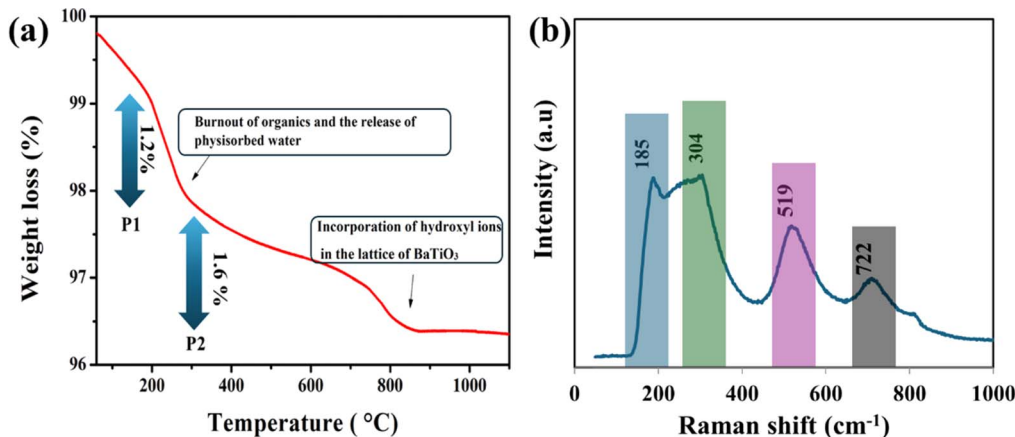 (a)
100
99
98
97
96
Weight loss (%)
1.2%
P1
1.6 %
P2
Burnout of organics and the release of
physisorbed water
Incorporation of hydroxyl ions
in the lattice of BaTiO₃
200
400
600
800
1000
Temperature ( °C)
(b)
Intensity (a.u)
185
304
519
722
0
200
400
600
800
1000
Raman shift (cm⁻¹)